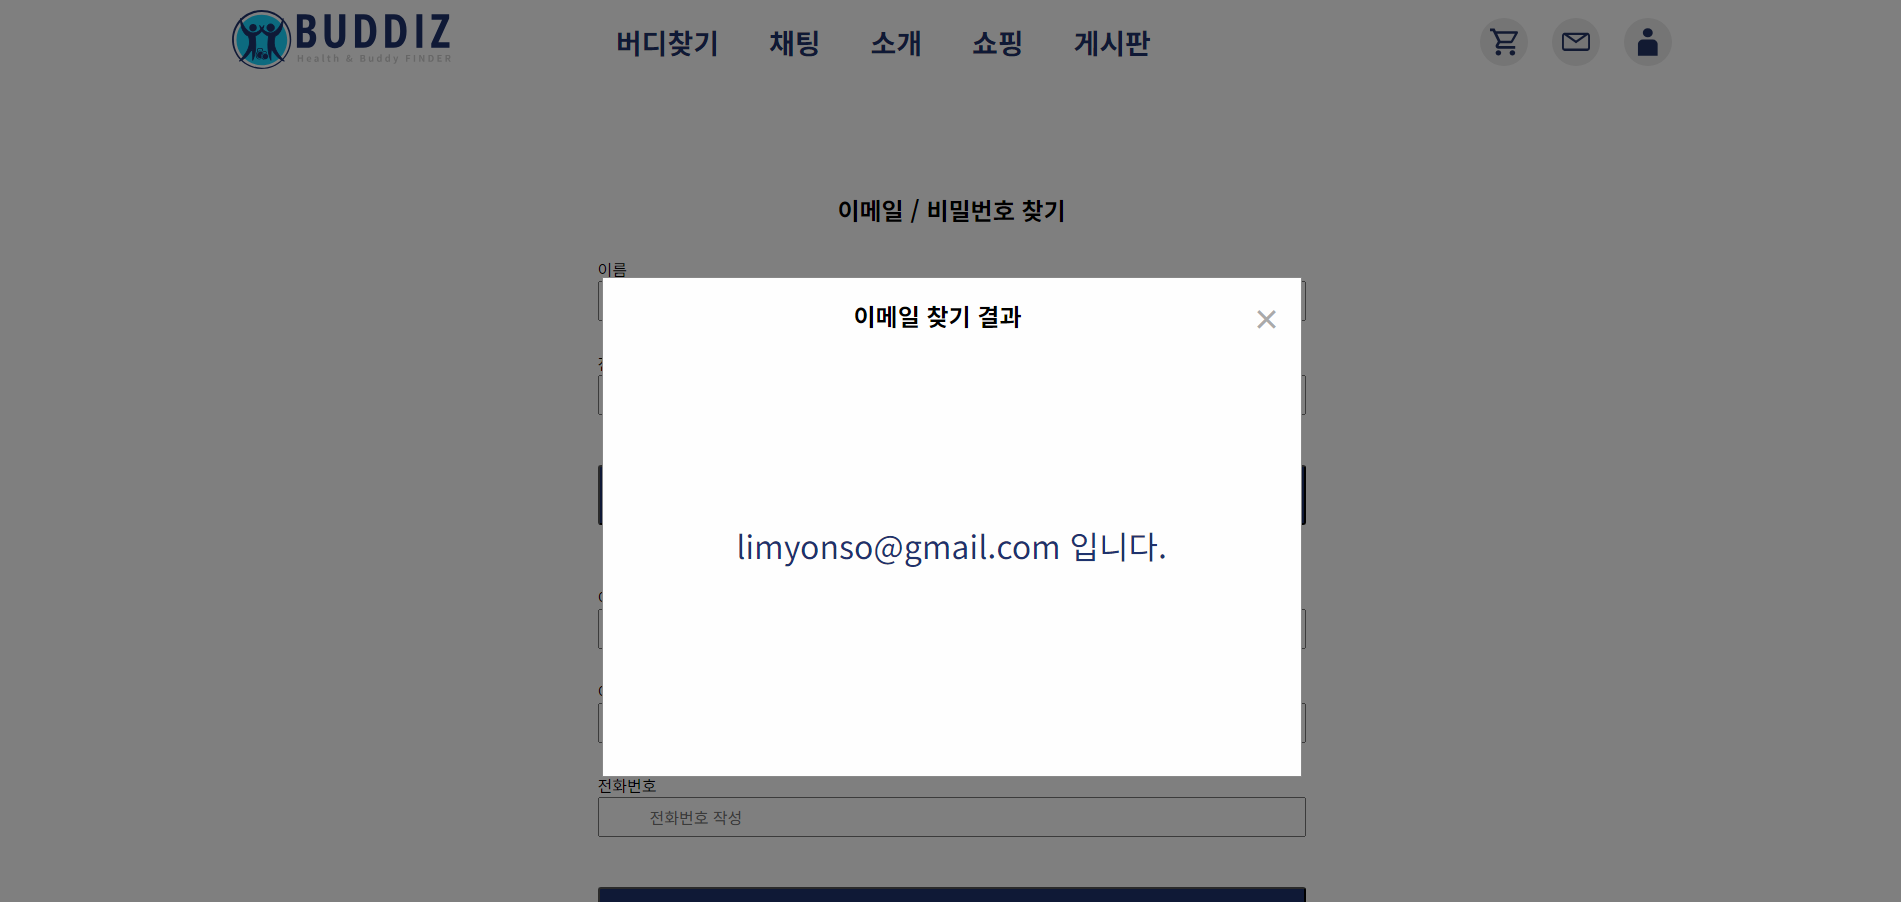 BUDDIZ
Health & Buddy FINDER
버디찾기 채팅 소개 쇼핑 게시판
이메일 / 비밀번호 찾기
이름
이메일 찾기 결과
limyonso@gmail.com 입니다.
전화번호
전화번호 작성